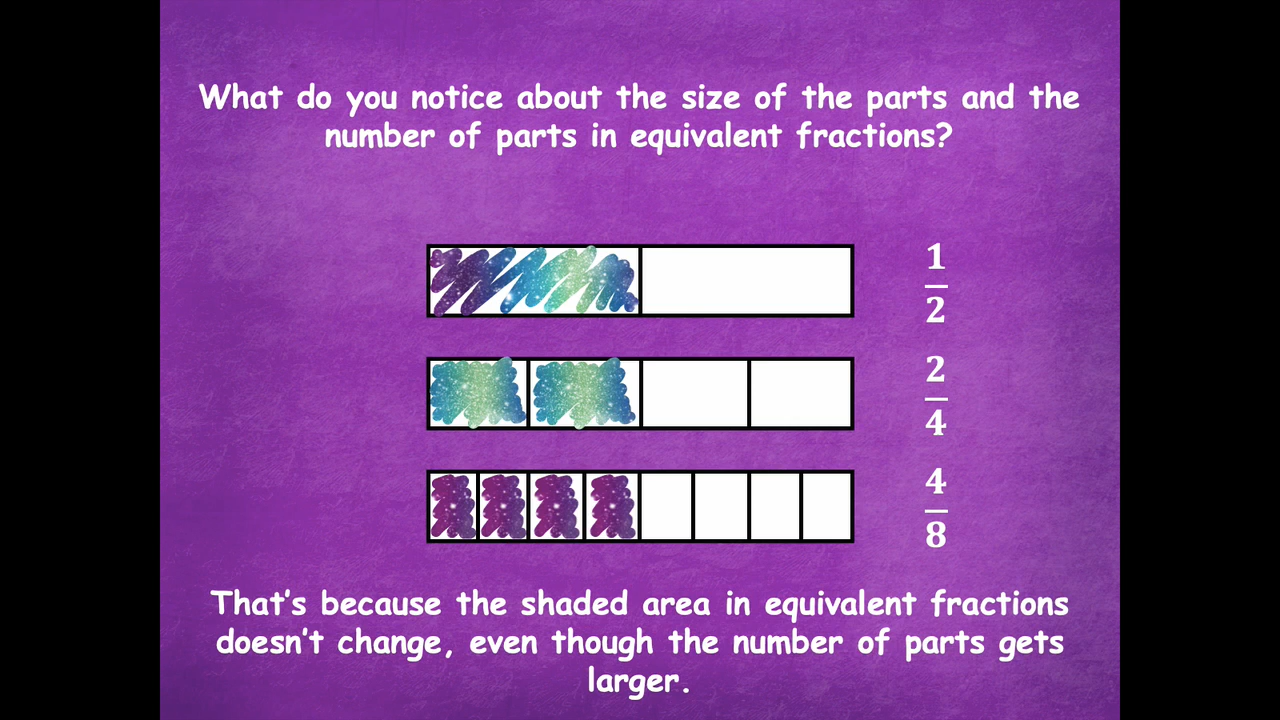 What do you notice about the size of the parts and the
number of parts in equivalent fractions?
1
2
2
4
4
8
That's because the shaded area in equivalent fractions
doesn't change, even though the number of parts gets
larger.